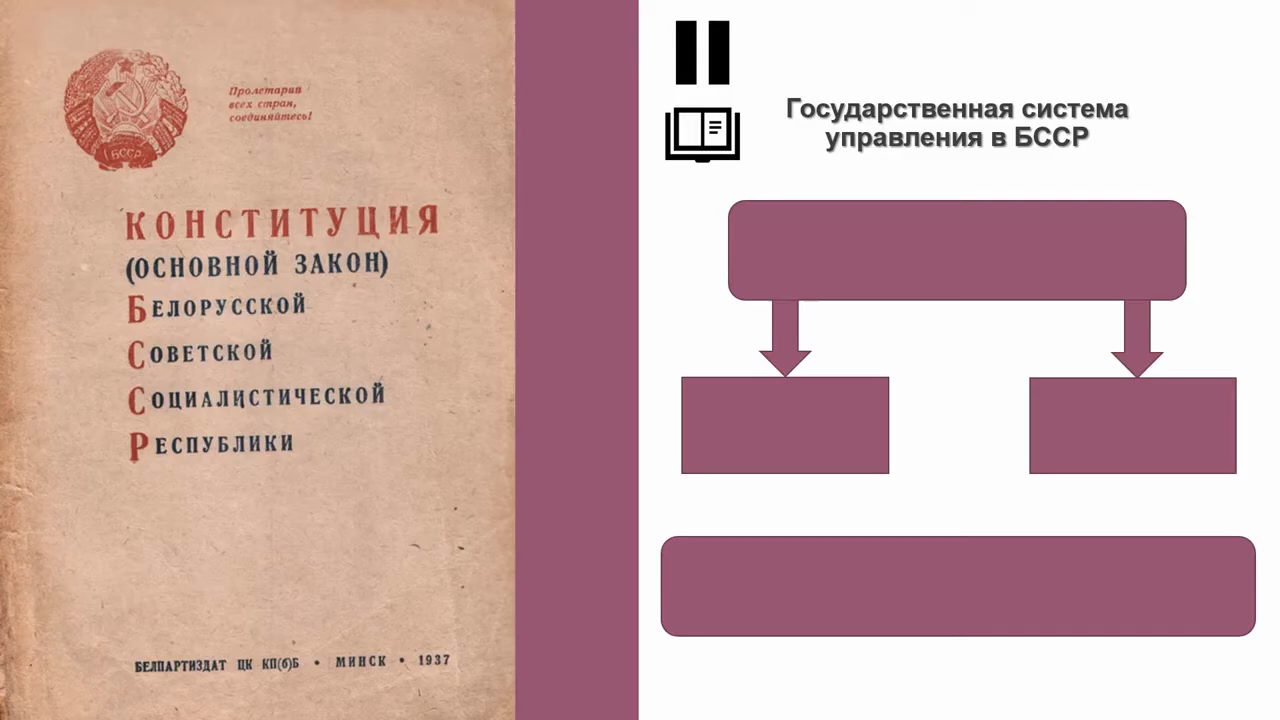 Пролетарии
всех стран,
соединяйтесь!
БССР
КОНСТИТУЦИЯ
(ОСНОВНОЙ ЗАКОН)
БЕЛОРУССКОЙ
СОВЕТСКОЙ
СОЦИАЛИСТИЧЕСКОЙ
РЕСПУБЛИКИ
БЕЛПАРТИЗДАТ ЦК КП(б)Б • МИНСК • 1937
Государственная система
управления в БССР